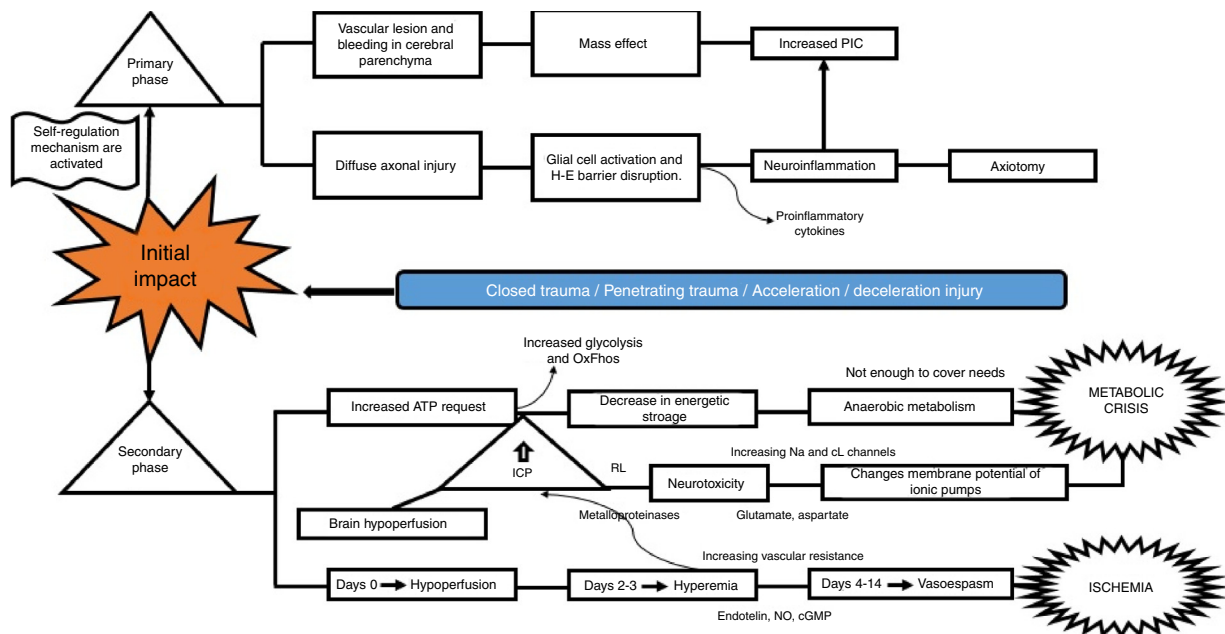 Primary
phase
Vascular lesion and
bleeding in cerebral
parenchyma
Mass effect
Increased PIC
Self-regulation
mechanism are
activated
Diffuse axonal injury
Glial cell activation and
H-E barrier disruption.
Neuroinflammation
Axiotomy
Proinflammatory
cytokines
Initial
impact
Closed trauma / Penetrating trauma / Acceleration / deceleration injury
Secondary
phase
Increased glycolysis
and OxFhos
Increased ATP request
Decrease in energetic
stroage
Not enough to cover needs
Anaerobic metabolism
METABOLIC
CRISIS
ICP
RL
Neurotoxicity
Increasing Na and cL channels
Changes membrane potential of
ionic pumps
Brain hypoperfusion
Metalloproteinases
Glutamate, aspartate
Increasing vascular resistance
Days 0 → Hypoperfusion
Days 2-3 → Hyperemia
Days 4-14 → Vasoespasm
ISCHEMIA
Endotelin, NO, cGMP